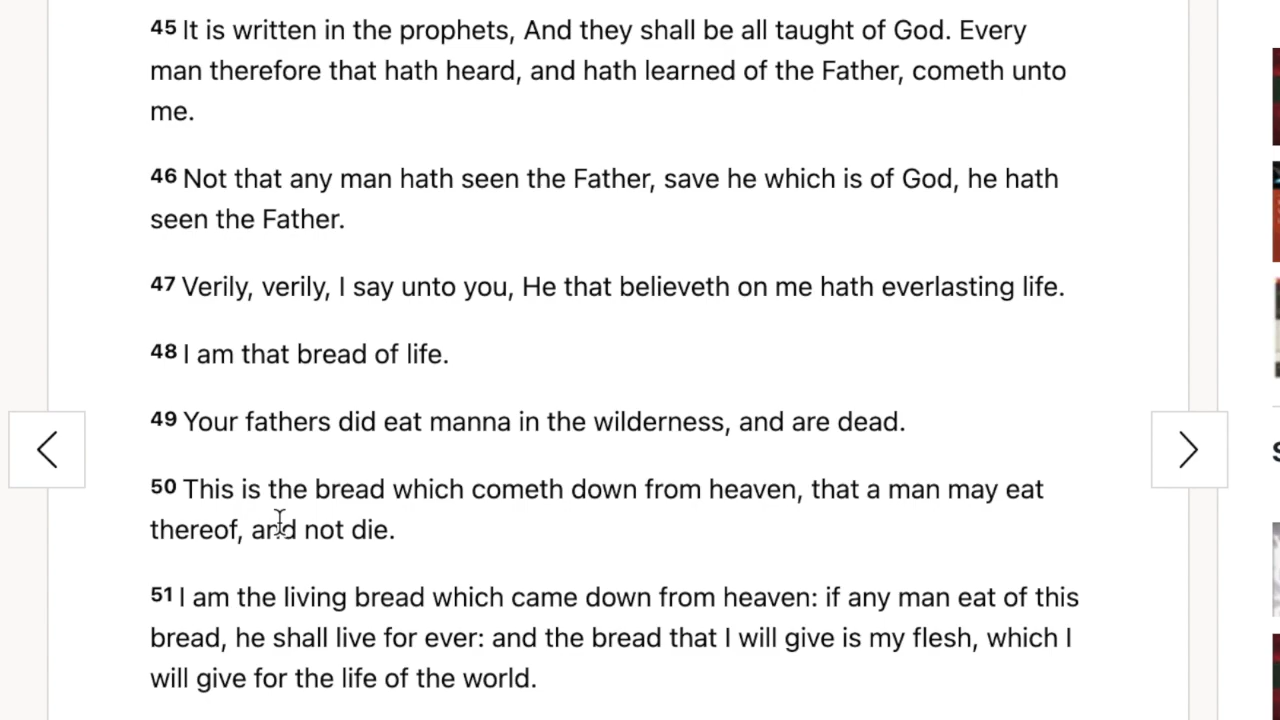 45 It is written in the prophets, And they shall be all taught of God. Every
man therefore that hath heard, and hath learned of the Father, cometh unto
me.
46 Not that any man hath seen the Father, save he which is of God, he hath
seen the Father.
47 Verily, verily, I say unto you, He that believeth on me hath everlasting life.
48 I am that bread of life.
49 Your fathers did eat manna in the wilderness, and are dead.
50 This is the bread which cometh down from heaven, that a man may eat
thereof, and not die.
51 I am the living bread which came down from heaven: if any man eat of this
bread, he shall live for ever: and the bread that I will give is my flesh, which I
will give for the life of the world.